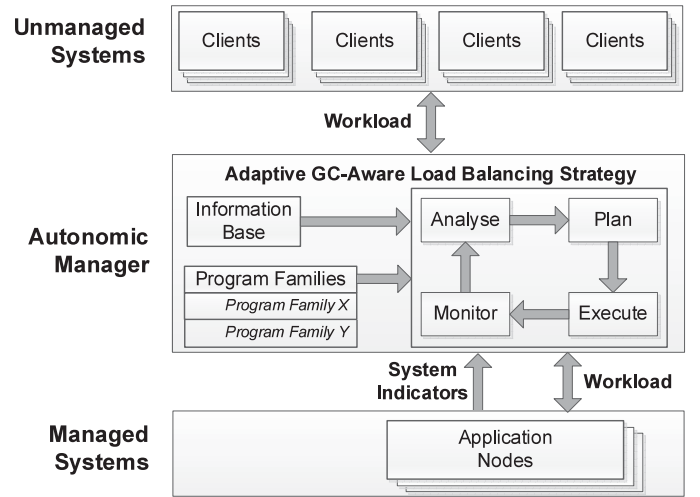 Unmanaged
Systems
Clients
Clients
Clients
Clients
Workload
Adaptive GC-Aware Load Balancing Strategy
Autonomic
Manager
Information
Base
Program Families
Program Family X
Program Family Y
Analyse
Plan
Monitor
Execute
System
Indicators
Workload
Managed
Systems
Application
Nodes